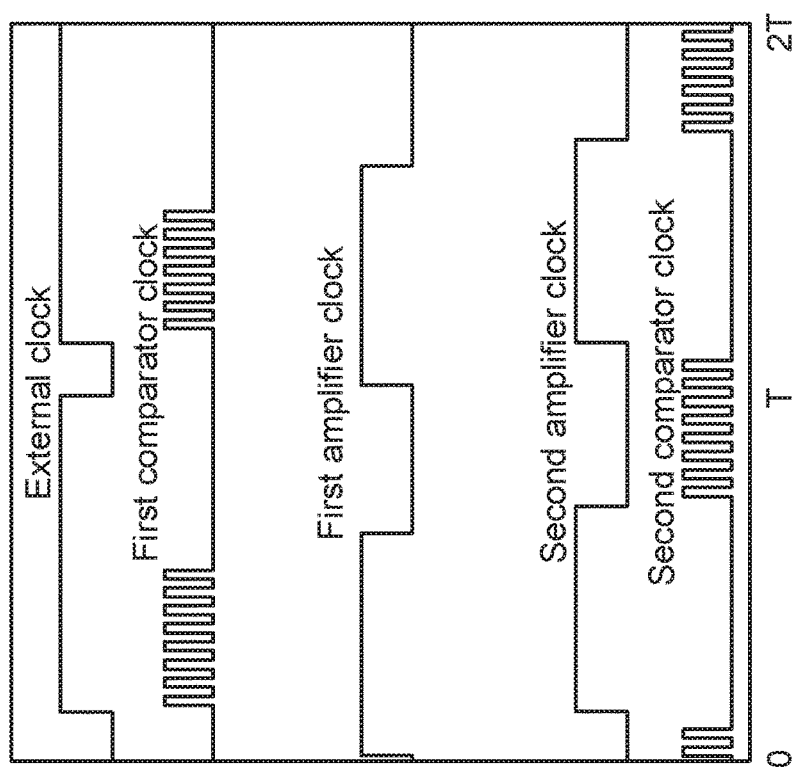 External clock
First comparator clock
First amplifier clock
Second amplifier clock
Second comparator clock
0
T
2T